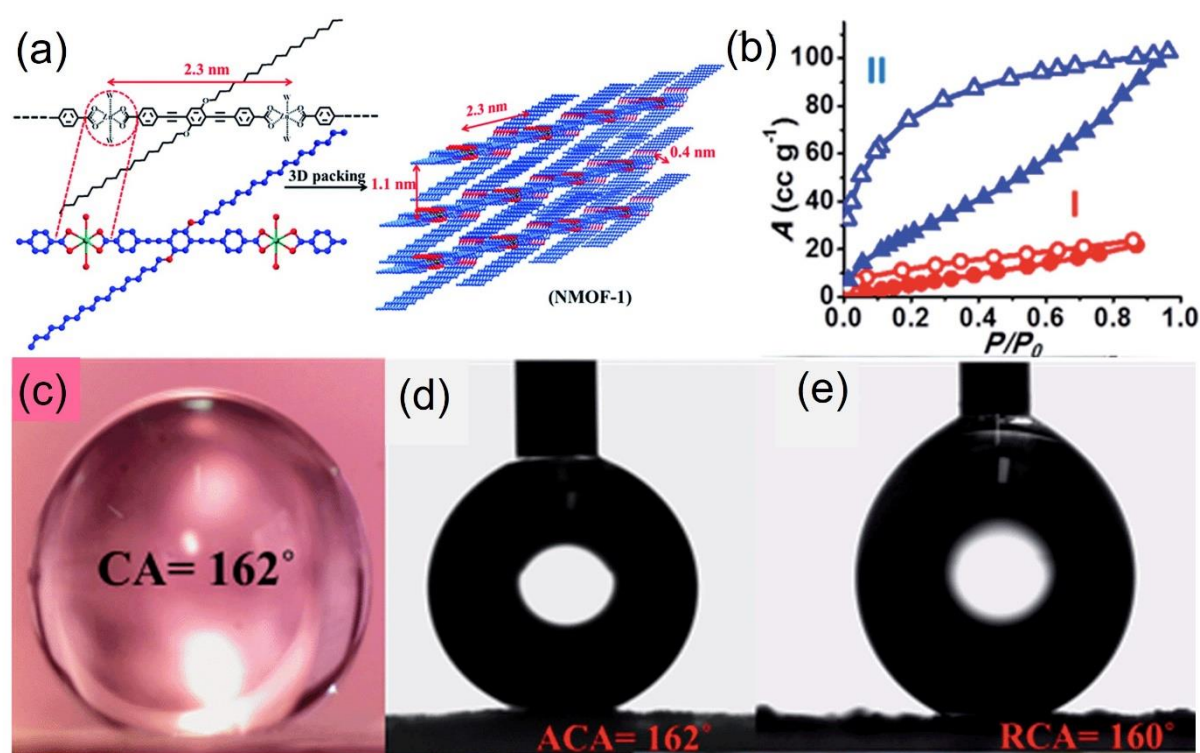 (a)
2.3 nm
3D packing
2.3 nm
0.4 nm
1.1 nm
(NMOF-1)
(b)
II
I
A (cc g⁻¹)
100
80
60
40
20
0
0.0 0.2 0.4 0.6 0.8 1.0
P/P₀
(c)
CA= 162°
(d)
ACA= 162°
(e)
RCA= 160°